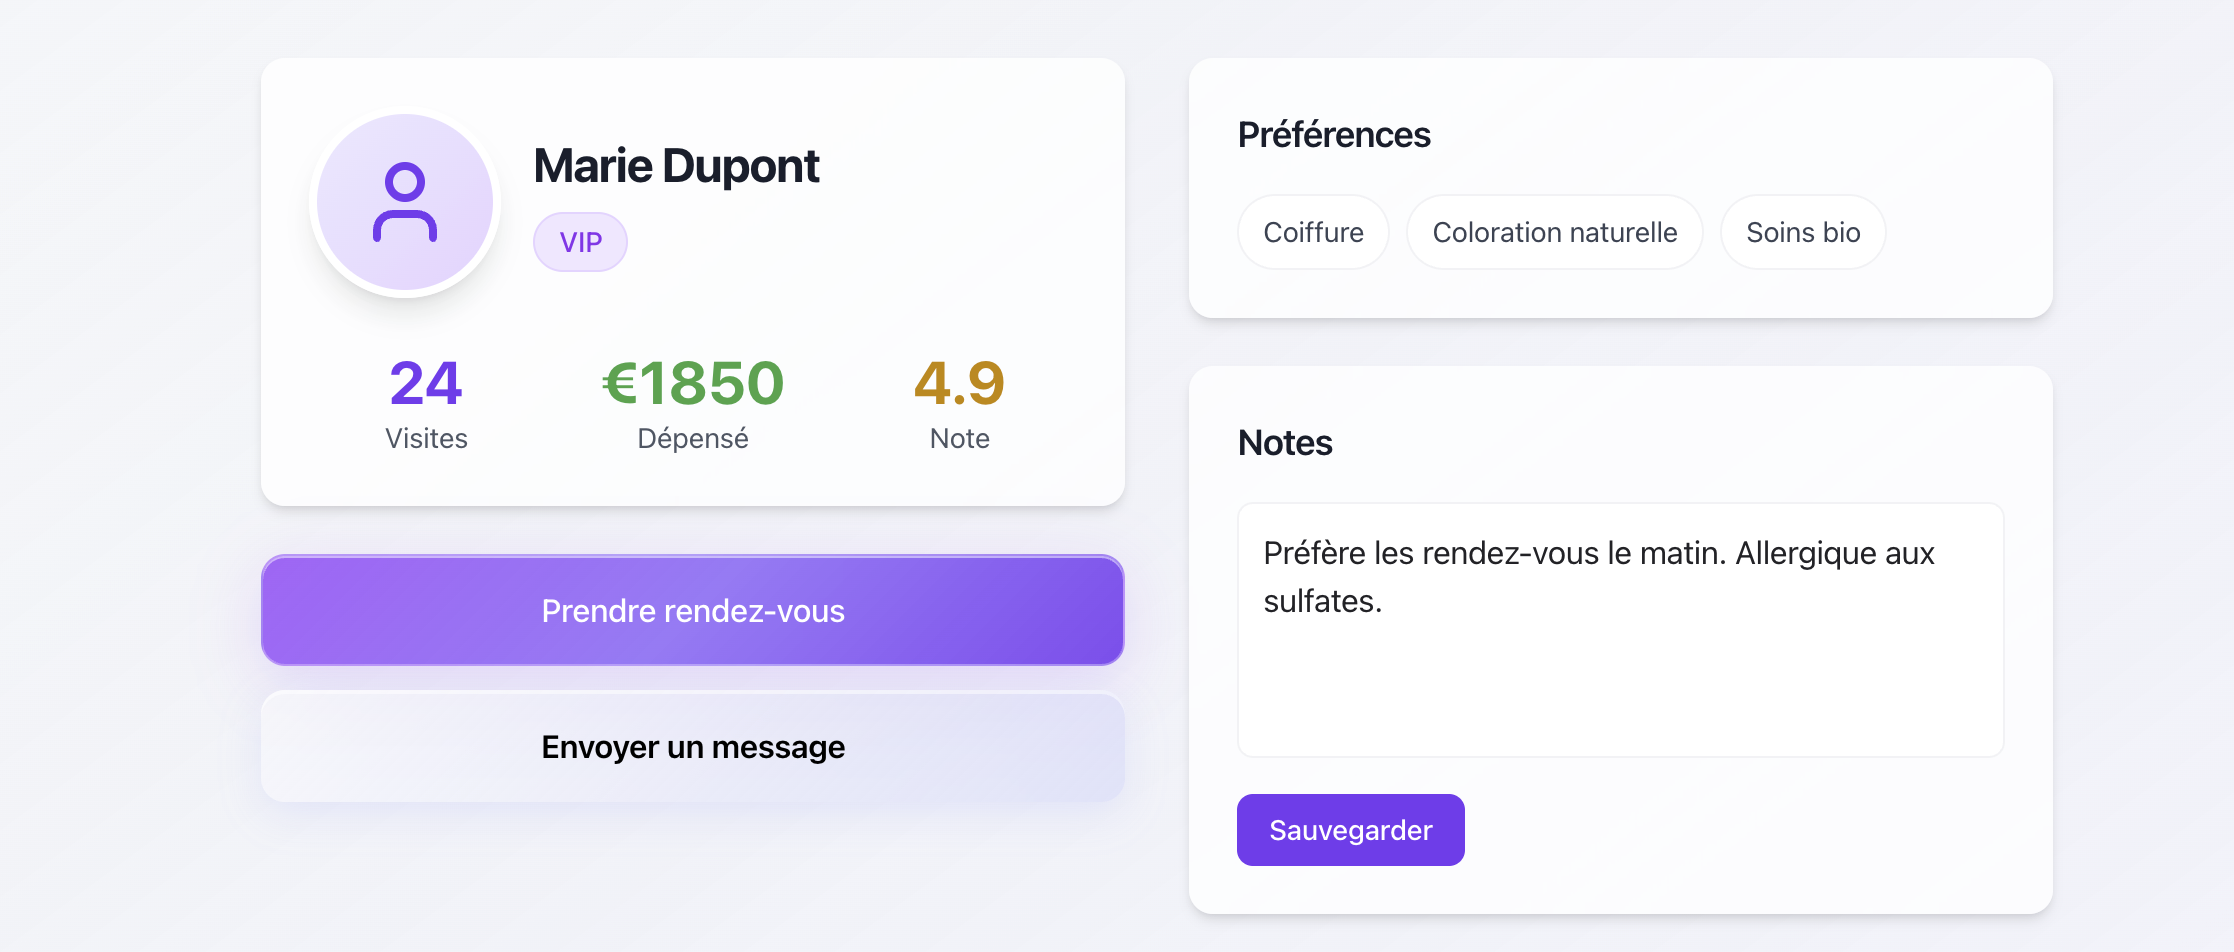 Marie Dupont
VIP
24
Visites
€1850
Dépensé
4.9
Note
Prendre rendez-vous
Envoyer un message
Préférences
Coiffure
Coloration naturelle
Soins bio
Notes
Préfère les rendez-vous le matin. Allergique aux
sulfates.
Sauvegarder